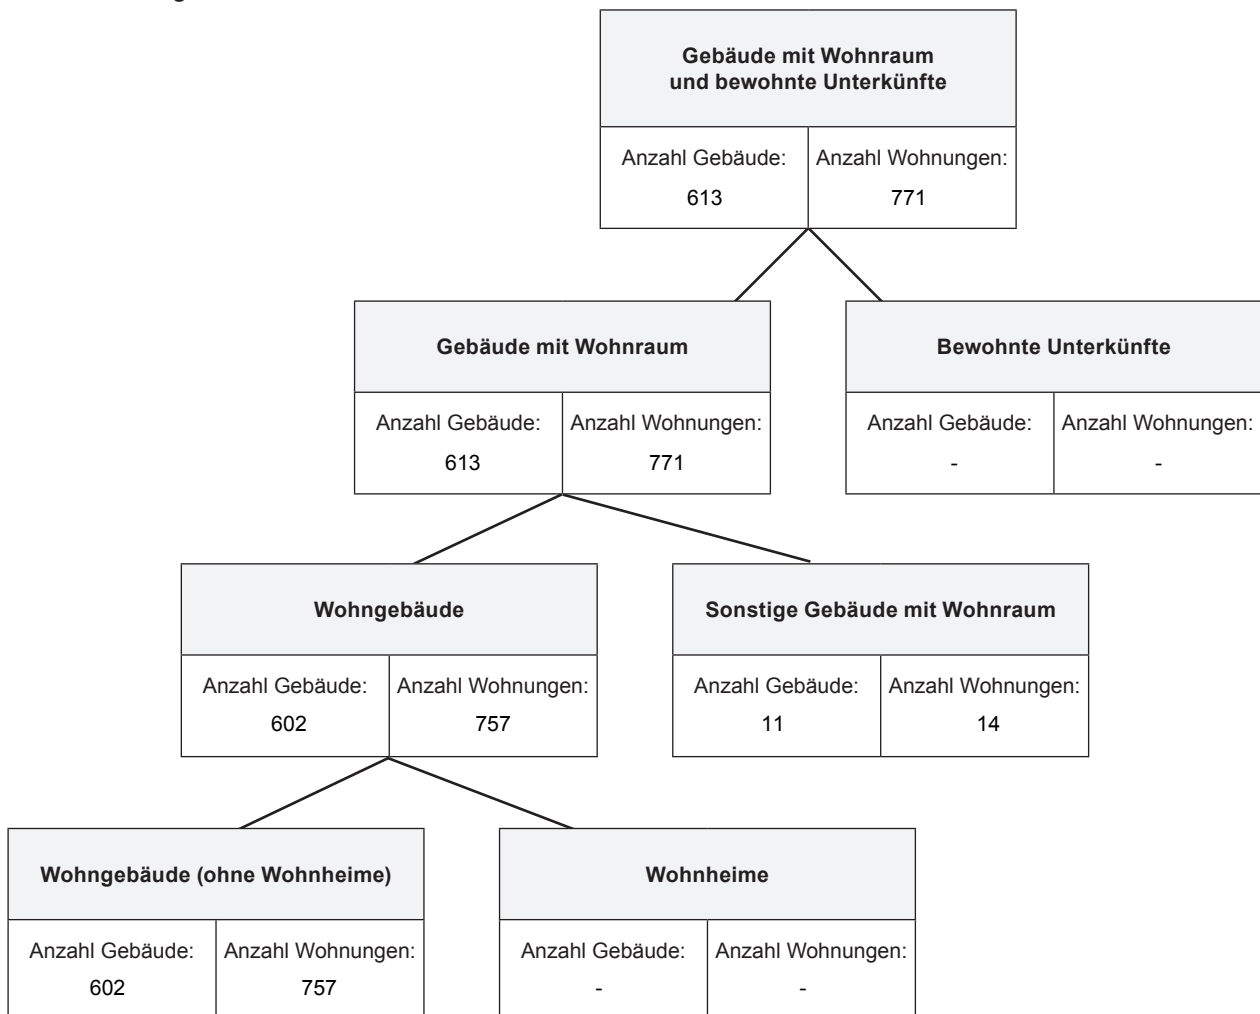 Gebäude mit Wohnraum
und bewohnte Unterkünfte
Anzahl Gebäude: Anzahl Wohnungen:
613 771
Gebäude mit Wohnraum
Anzahl Gebäude: Anzahl Wohnungen:
613 771
Bewohnte Unterkünfte
Anzahl Gebäude: Anzahl Wohnungen:
- -
Wohngebäude
Anzahl Gebäude: Anzahl Wohnungen:
602 757
Sonstige Gebäude mit Wohnraum
Anzahl Gebäude: Anzahl Wohnungen:
11 14
Wohngebäude (ohne Wohnheime)
Anzahl Gebäude: Anzahl Wohnungen:
602 757
Wohnheime
Anzahl Gebäude: Anzahl Wohnungen:
- -